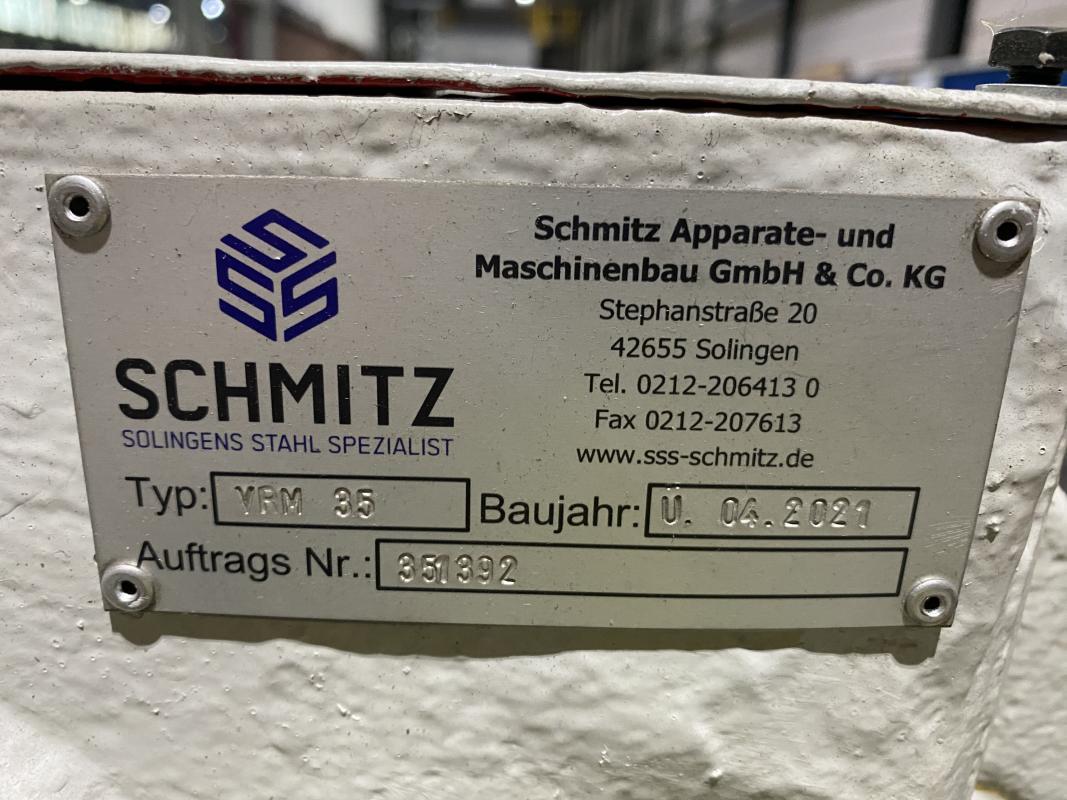 SCHMITZ
SOLINGENS STAHL SPEZIALIST
Schmitz Apparate- und
Maschinenbau GmbH & Co. KG
Stephanstraße 20
42655 Solingen
Tel. 0212-206413 0
Fax 0212-207613
www.sss-schmitz.de
Typ: VRM 35 Baujahr: Ü. 04.2021
Auftrags Nr.: 351392